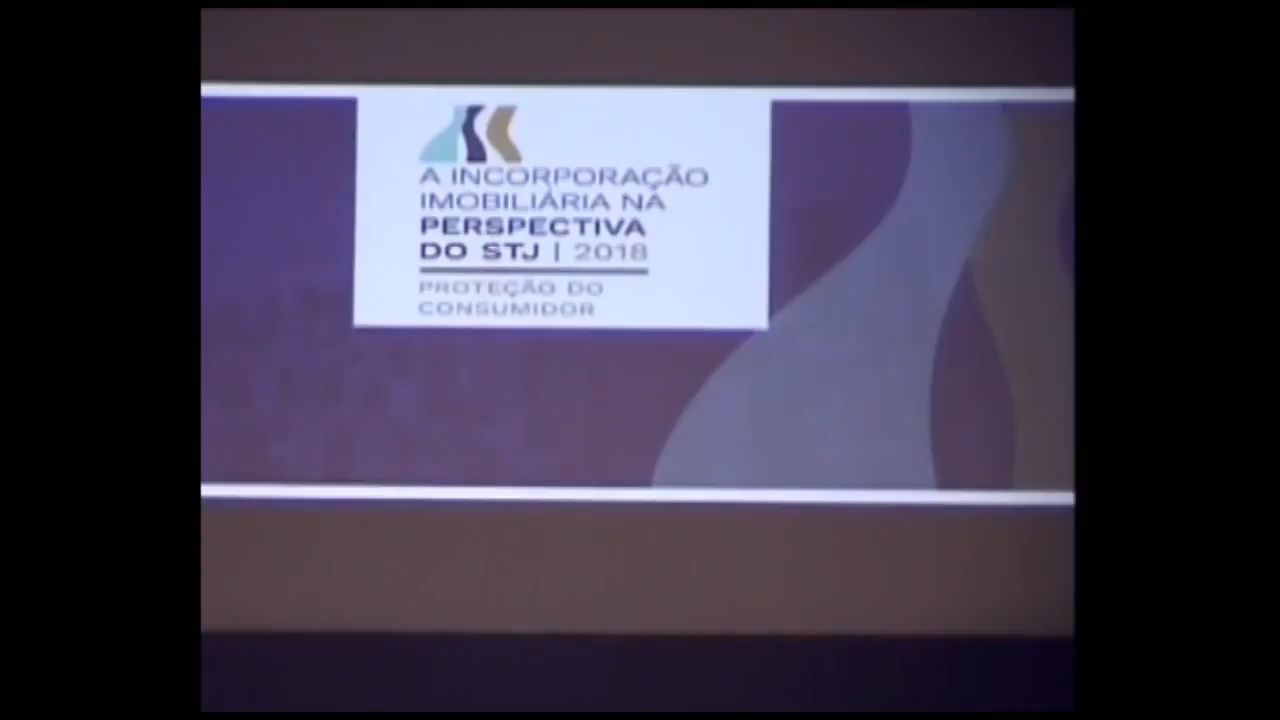 A INCORPORAÇÃO
IMOBILIÁRIA NA
PERSPECTIVA
DO STJ | 2018
PROTEÇÃO DO
CONSUMIDOR